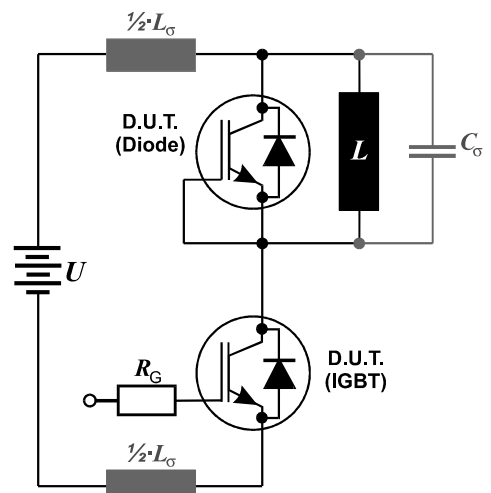 ½·Lσ
D.U.T.
(Diode)
L
Cσ
U
RG
D.U.T.
(IGBT)
½·Lσ